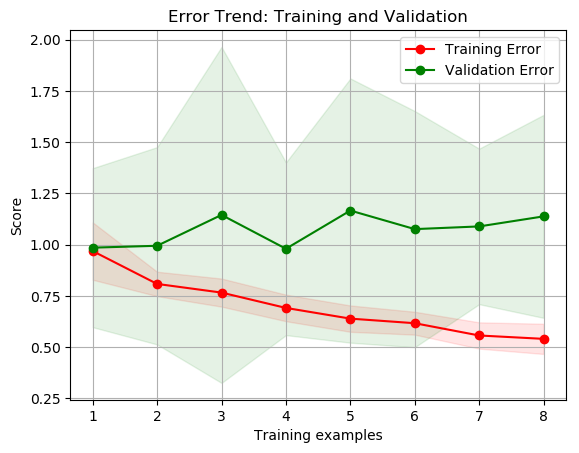 Error Trend: Training and Validation
Training Error
Validation Error
2.00
1.75
1.50
1.25
1.00
0.75
0.50
0.25
Score
1 2 3 4 5 6 7 8
Training examples